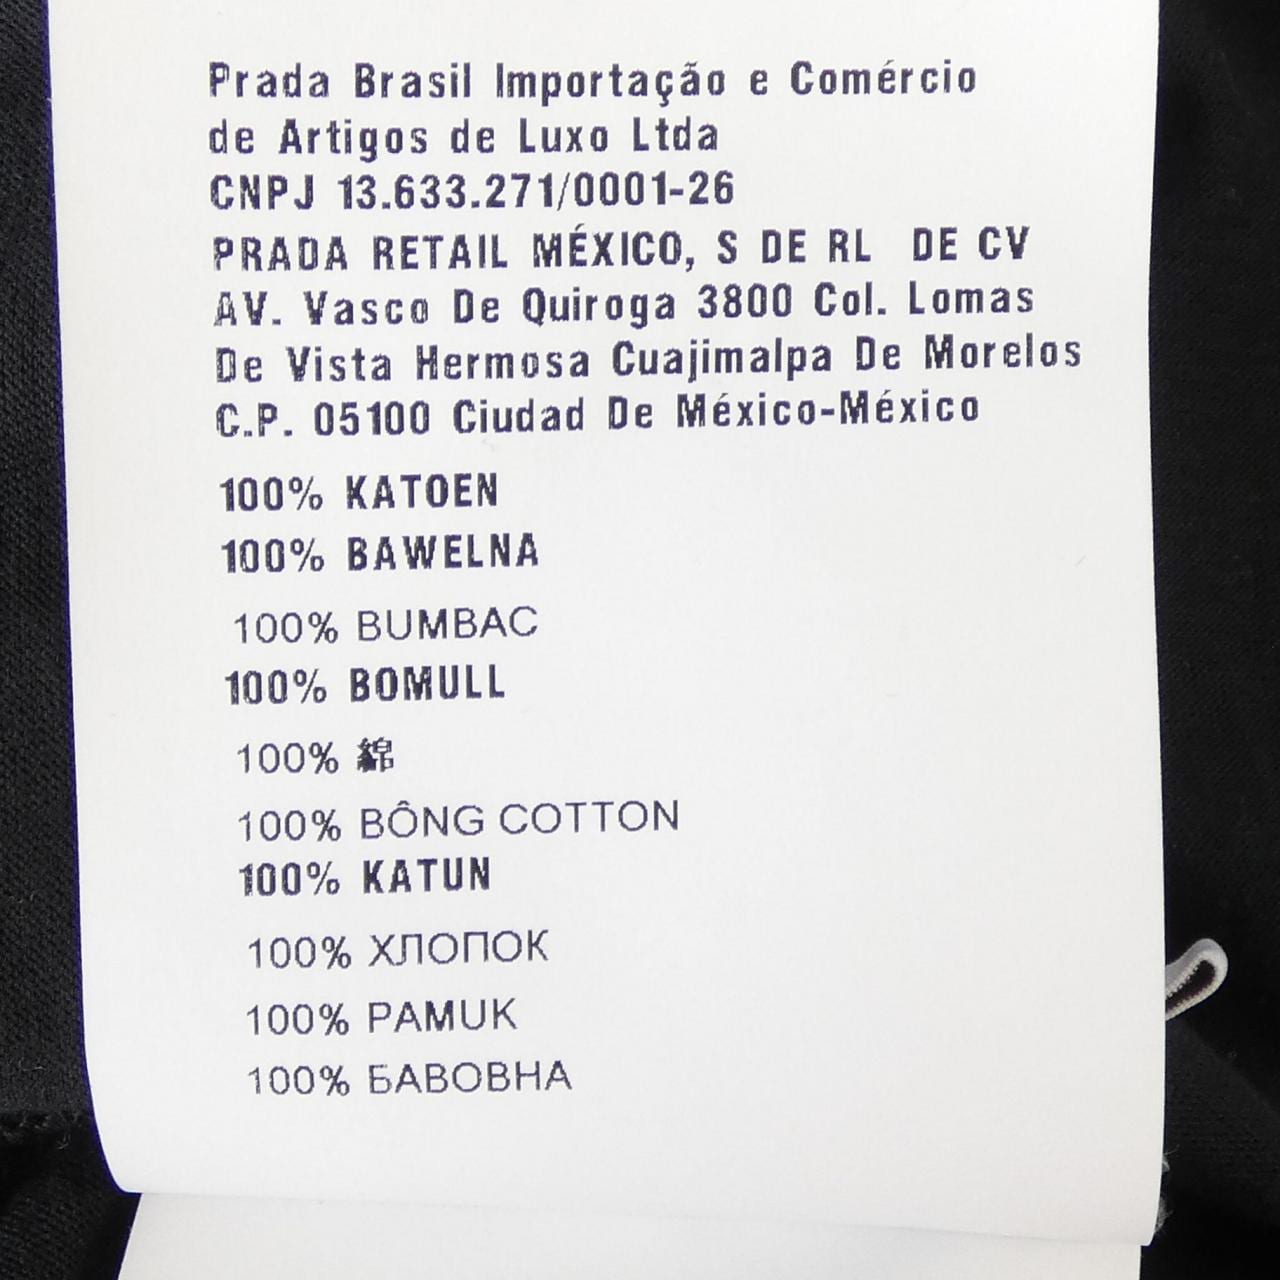 Prada Brasil Importação e Comércio
de Artigos de Luxo Ltda
CNPJ 13.633.271/0001-26
PRADA RETAIL MÉXICO, S DE RL DE CV
AV. Vasco De Quiroga 3800 Col. Lomas
De Vista Hermosa Cuajimalpa De Morelos
C.P. 05100 Ciudad De México-México
100% KATOEN
100% BAWELNA
100% BUMBAC
100% BOMULL
100% 綿
100% BÔNG COTTON
100% KATUN
100% ХЛОПОК
100% PAMUK
100% БАВОВНА